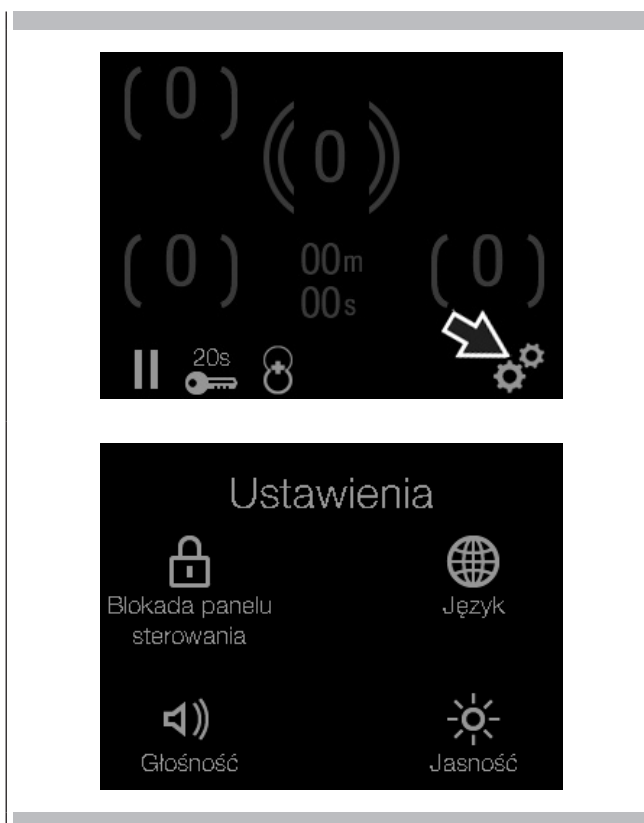 ( 0 )
(( 0 ))
( 0 )
00m
00s
( 0 )
20s
Ustawienia
Blokada panelu
sterowania
Język
Głośność
Jasność